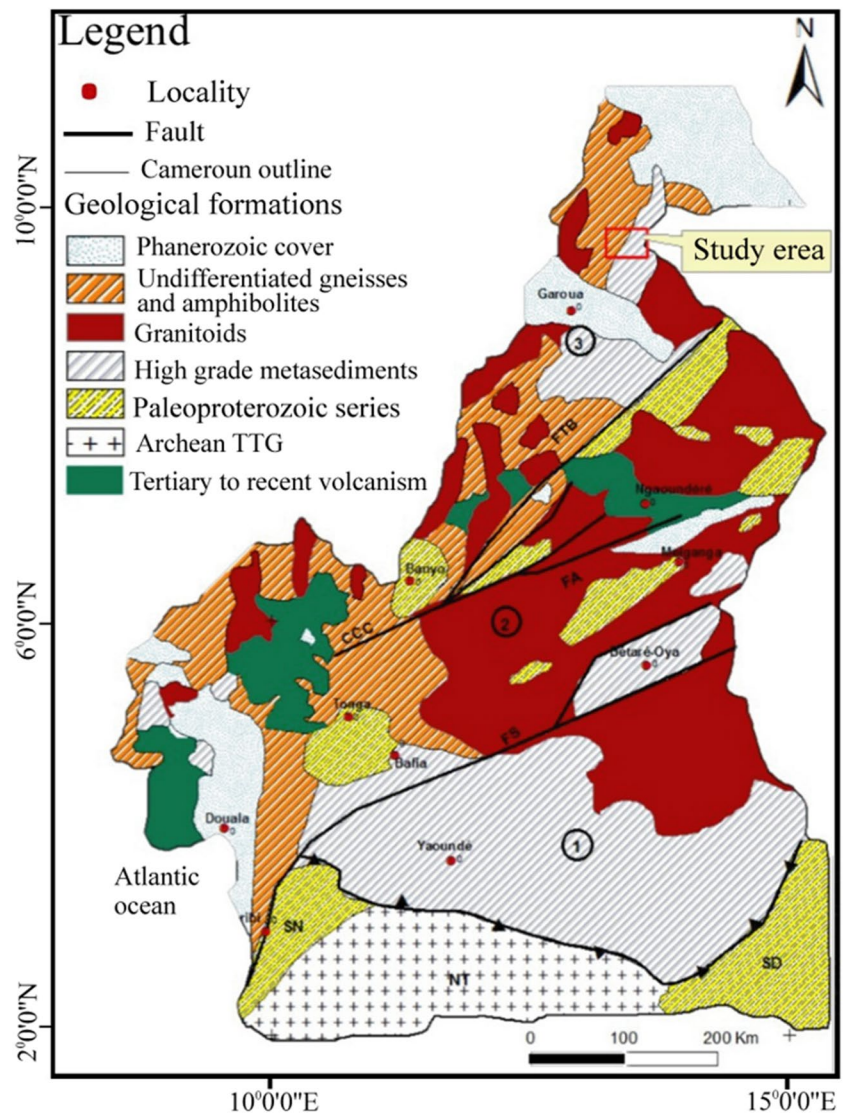 Legend
N
Locality
Fault
Cameroun outline
Geological formations
Phanerozoic cover
Undifferentiated gneisses
and amphibolites
Granitoids
High grade metasediments
Paleoproterozoic series
Archean TTG
Tertiary to recent volcanism
10°0'0"N
Study erea
Garoua
3
FTB
Ngaoundéré
Meiganga
Banyo
FA
6°0'0"N
2
CCC
Bétaré-Oya
Tonga
FS
Bafia
Douala
Yaoundé
1
Atlantic
ocean
ribi
SN
SD
NT
2°0'0"N
0 100 200 Km
10°0'0"E
15°0'0"E